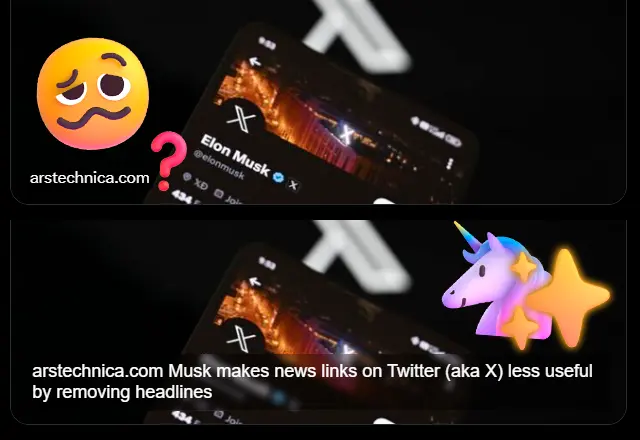 9:53
Elon Musk
@elonmusk
XD
Join
434 F
arstechnica.com
?
9:53
arstechnica.com Musk makes news links on Twitter (aka X) less useful
by removing headlines